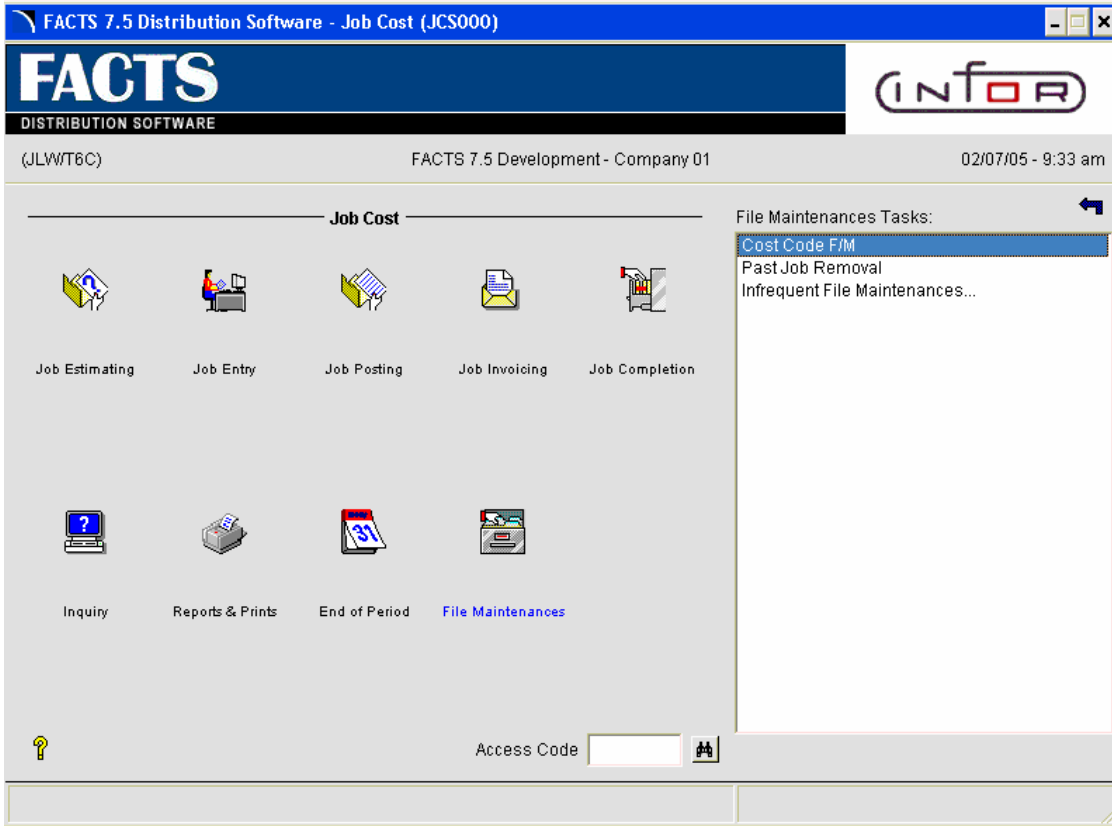 FACTS 7.5 Distribution Software - Job Cost (JCS000)
FACTS
DISTRIBUTION SOFTWARE
infor
(JLW/T6C)
FACTS 7.5 Development - Company 01
02/07/05 - 9:33 am
Job Cost
File Maintenances Tasks:
Cost Code F/M
Past Job Removal
Infrequent File Maintenances...
Job Estimating
Job Entry
Job Posting
Job Invoicing
Job Completion
31
?
Inquiry
Reports & Prints
End of Period
File Maintenances
?
Access Code